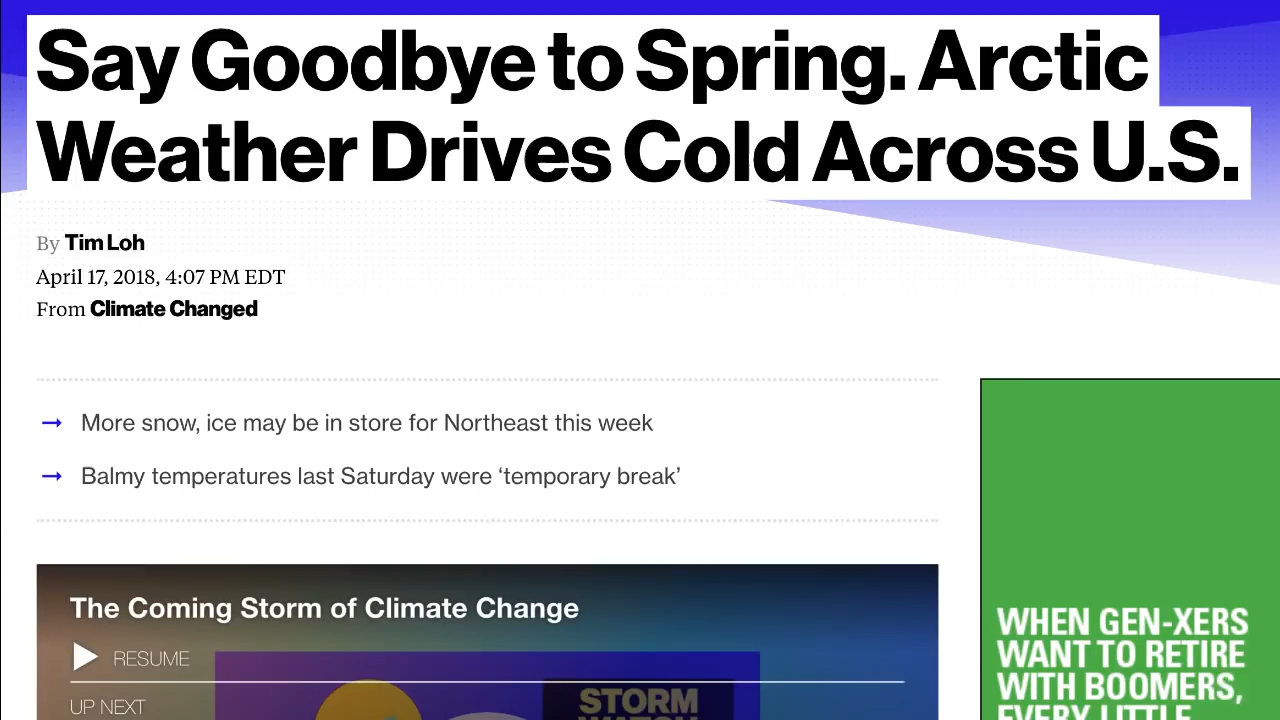 Say Goodbye to Spring. Arctic
Weather Drives Cold Across U.S.
By Tim Loh
April 17, 2018, 4:07 PM EDT
From Climate Changed
→ More snow, ice may be in store for Northeast this week
→ Balmy temperatures last Saturday were ‘temporary break’
The Coming Storm of Climate Change
RESUME
UP NEXT
STORM
WATCH
WHEN GEN-XERS
WANT TO RETIRE
WITH BOOMERS,
EVERY LITTLE